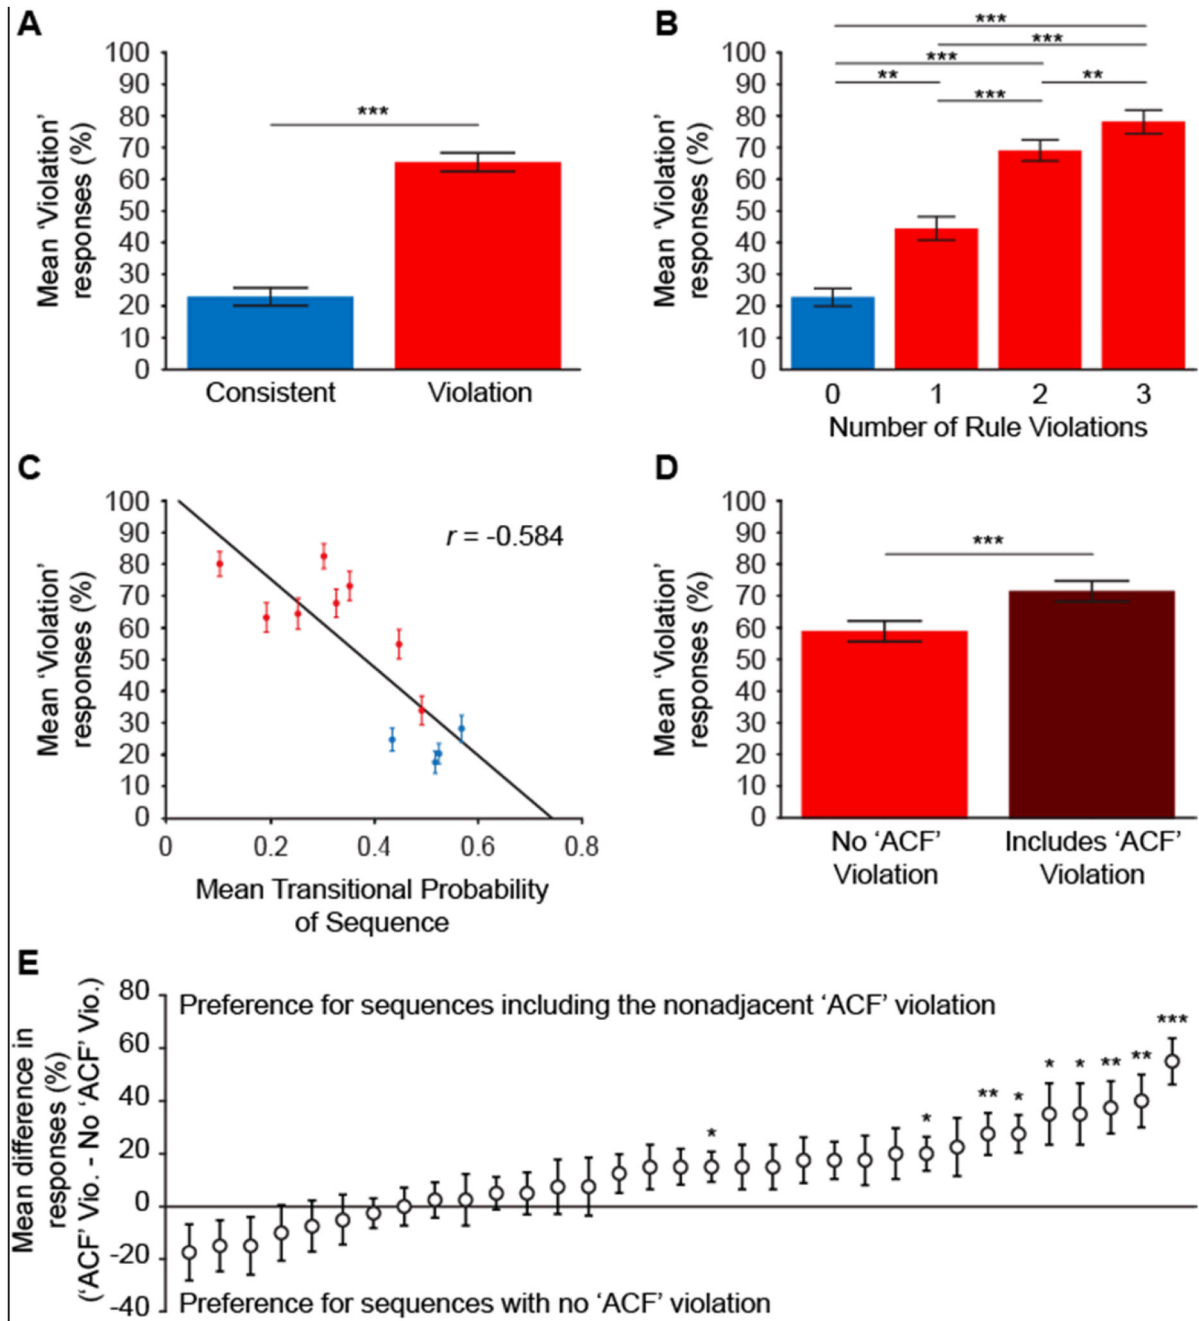 A
Mean ‘Violation’
responses (%)
100
90
80
70
60
50
40
30
20
10
0
***
Consistent
Violation
B
Mean ‘Violation’
responses (%)
100
90
80
70
60
50
40
30
20
10
0
***
***
***
**
**
***
0
1
2
3
Number of Rule Violations
C
Mean ‘Violation’
responses (%)
100
90
80
70
60
50
40
30
20
10
0
r = -0.584
0
0.2
0.4
0.6
0.8
Mean Transitional Probability
of Sequence
D
Mean ‘Violation’
responses (%)
100
90
80
70
60
50
40
30
20
10
0
***
No ‘ACF’
Violation
Includes ‘ACF’
Violation
E
Mean difference in
responses (%)
(‘ACF’ Vio. - No ‘ACF’ Vio.)
80
60
40
20
0
-20
-40
Preference for sequences including the nonadjacent ‘ACF’ violation
*
*
**
*
*
*
**
**
***
Preference for sequences with no ‘ACF’ violation